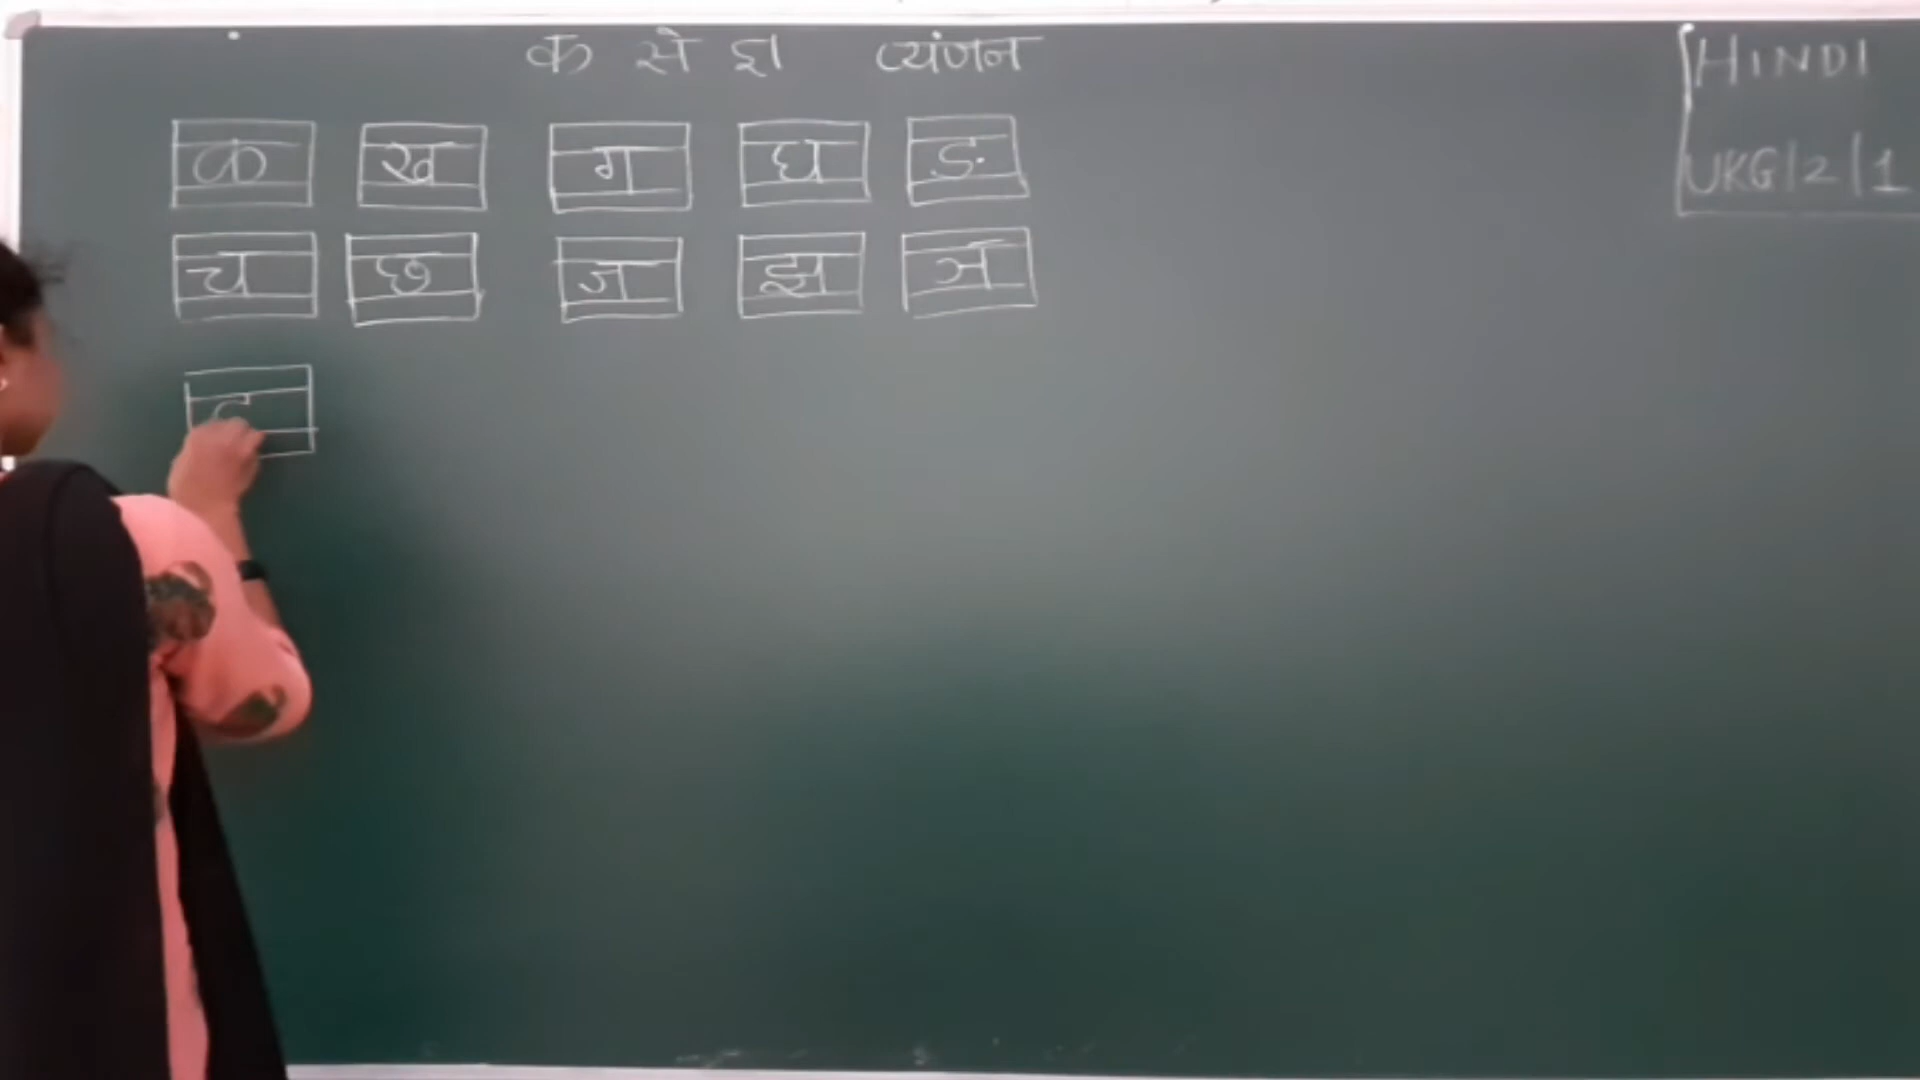 क से ज्ञ व्यंजन
HINDI
UKG/2/1
क ख ग घ ङ
च छ ज झ ञ